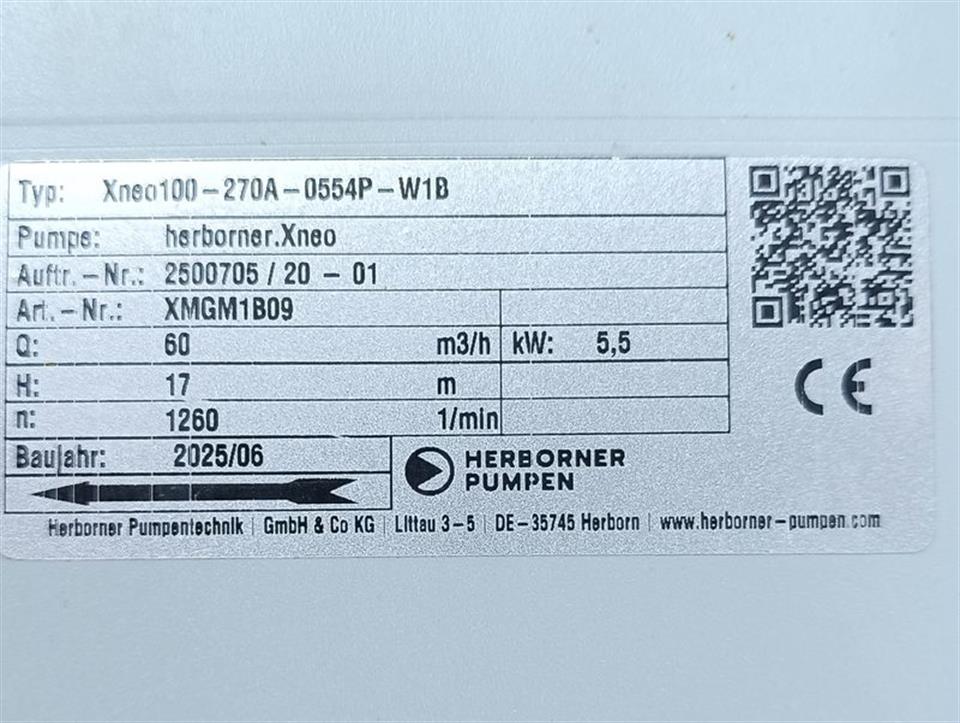 Typ: Xneo100-270A-0554P-W1B
Pumpe: herborner.Xneo
Auftr.-Nr.: 2500705 / 20 - 01
Art.-Nr.: XMGM1B09
Q: 60 m3/h kW: 5,5
H: 17 m
n: 1260 1/min
Baujahr: 2025/06
HERBORNER
PUMPEN
CE
Herborner Pumpentechnik | GmbH & Co KG | Littau 3-5 | DE-35745 Herborn | www.herborner-pumpen.com